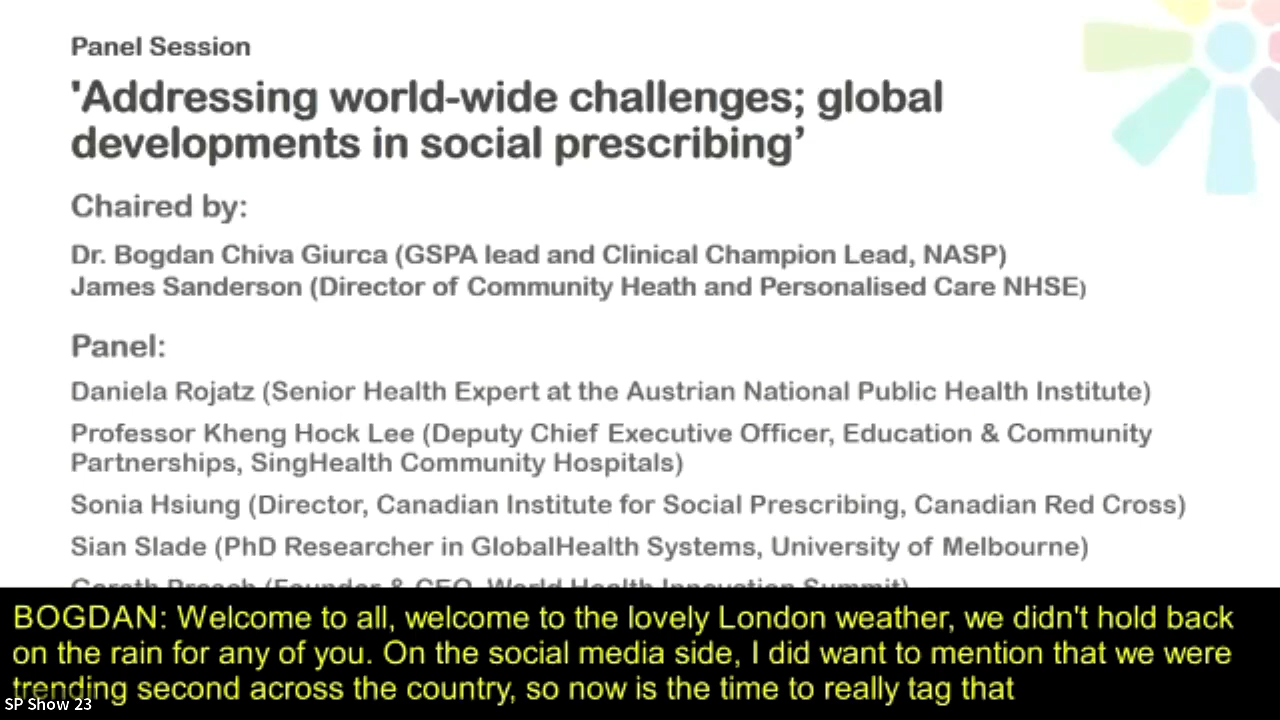 Panel Session
'Addressing world-wide challenges; global
developments in social prescribing’
Chaired by:
Dr. Bogdan Chiva Giurca (GSPA lead and Clinical Champion Lead, NASP)
James Sanderson (Director of Community Heath and Personalised Care NHSE)
Panel:
Daniela Rojatz (Senior Health Expert at the Austrian National Public Health Institute)
Professor Kheng Hock Lee (Deputy Chief Executive Officer, Education & Community
Partnerships, SingHealth Community Hospitals)
Sonia Hsiung (Director, Canadian Institute for Social Prescribing, Canadian Red Cross)
Sian Slade (PhD Researcher in GlobalHealth Systems, University of Melbourne)
(Founder & CEO, World Health Innovation Summit)
BOGDAN: Welcome to all, welcome to the lovely London weather, we didn't hold back
on the rain for any of you. On the social media side, I did want to mention that we were
trending second across the country, so now is the time to really tag that
SP Show 23